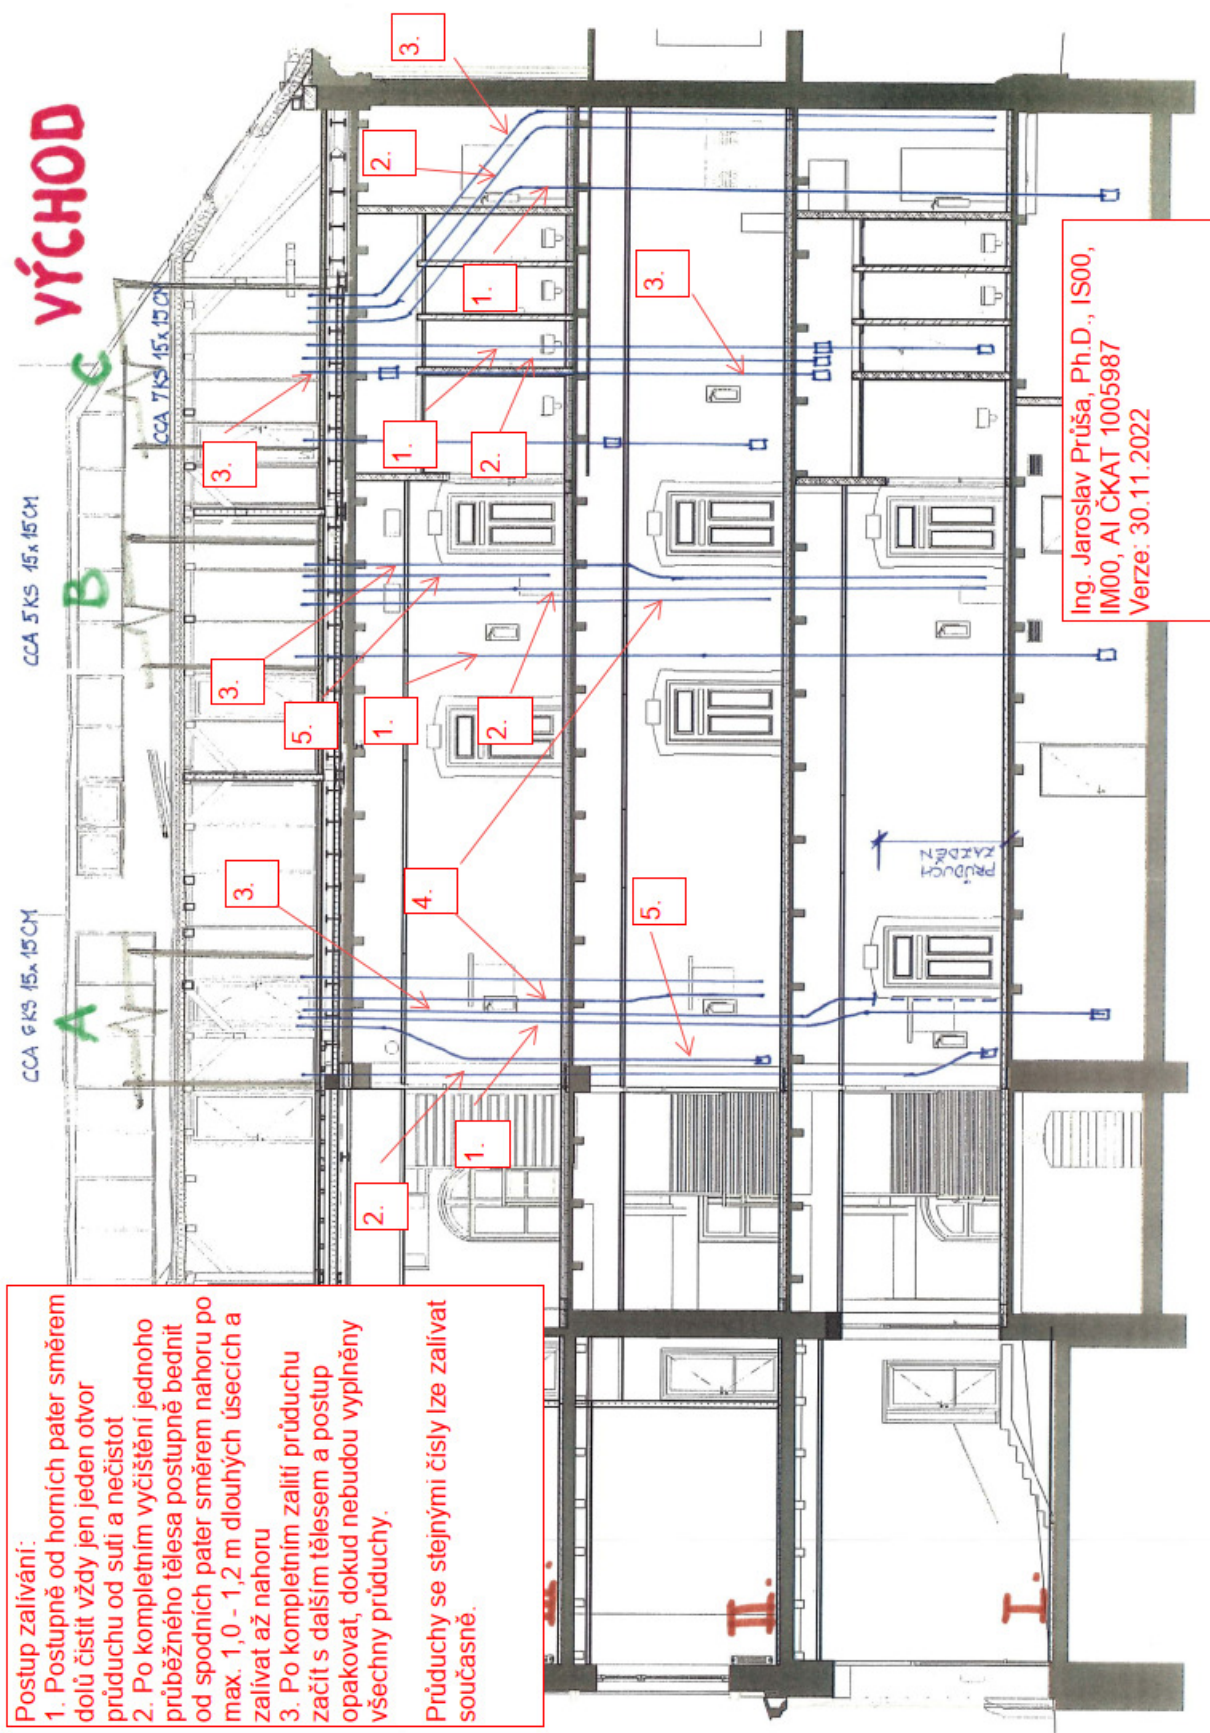 VÝCHOD
A
B
C
CCA 6KS 15x15CM
CCA 5KS 15x15CM
CCA 7KS 15x15CM
Postup zalívání:
1. Postupně od horních pater směrem
dolů čistit vždy jen jeden otvor
průduchu od suti a nečistot
2. Po kompletním vyčištění jednoho
průběžného tělesa postupně bednit
od spodních pater směrem nahoru po
max. 1,0 - 1,2 m dlouhých úsecích a
zalívat až nahoru
3. Po kompletním zalití průduchu
začít s dalším tělesem a postup
opakovat, dokud nebudou vyplněny
všechny průduchy.
Průduchy se stejnými čísly lze zalívat
současně.
2.
1.
3.
4.
5.
3.
5.
1.
2.
3.
1.
2.
3.
1.
2.
3.
PRŮDUCH
ZAZDĚN
II.
I.
Ing. Jaroslav Průša, Ph.D., IS00,
IM00, AI ČKAT 1005987
Verze: 30.11.2022